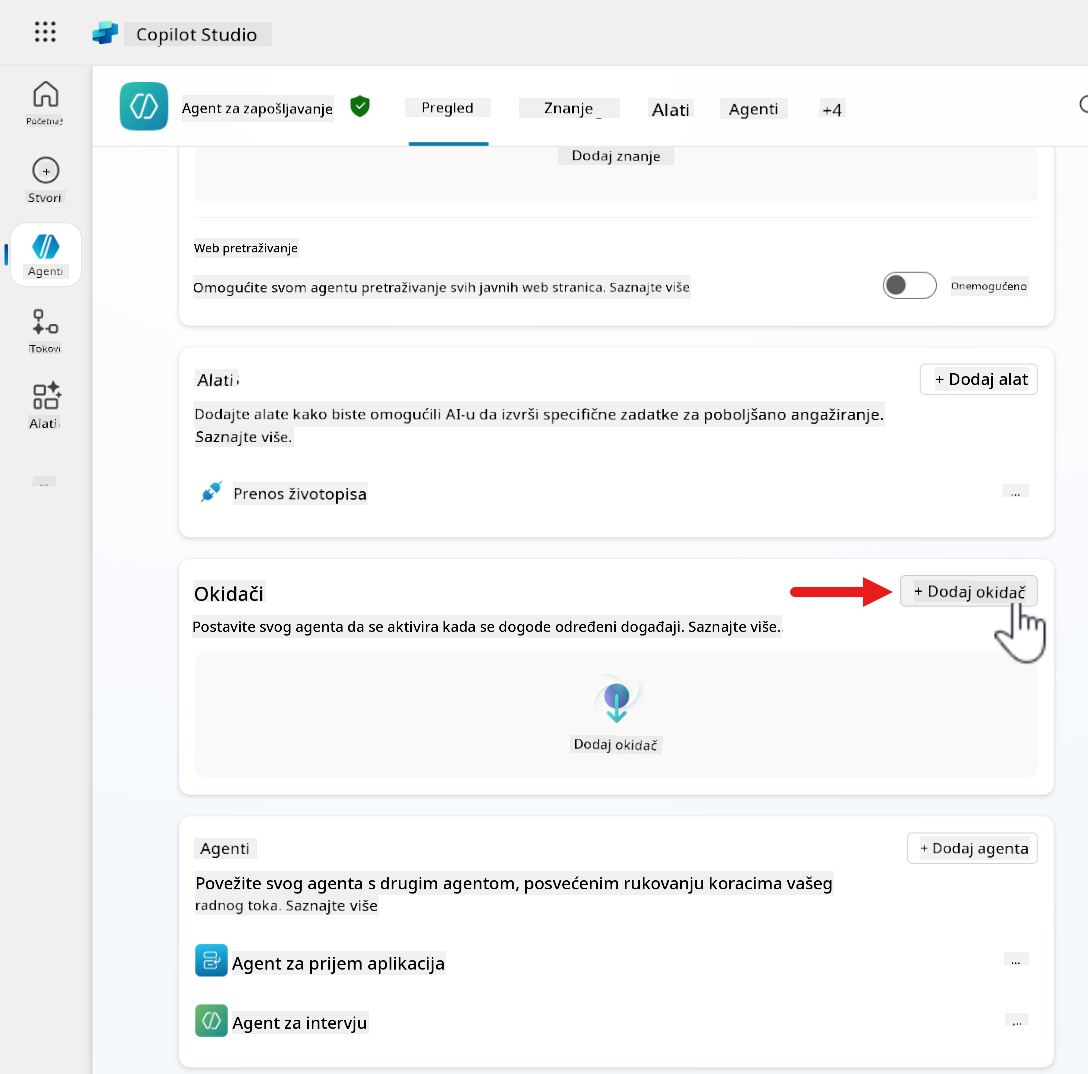 Copilot Studio
Početna
Stvori
Agenti
Tokovi
Alati
...
Agent za zapošljavanje
Pregled
Znanje
Alati
Agenti
+4
Dodaj znanje
Web pretraživanje
Omogućite svom agentu pretraživanje svih javnih web stranica. Saznajte više
Onemogućeno
Alati
+ Dodaj alat
Dodajte alate kako biste omogućili AI-u da izvrši specifične zadatke za poboljšano angažiranje.
Saznajte više.
Prenos životopisa
...
Okidači
+ Dodaj okidač
Postavite svog agenta da se aktivira kada se dogode određeni događaji. Saznajte više.
Dodaj okidač
Agenti
+ Dodaj agenta
Povežite svog agenta s drugim agentom, posvećenim rukovanju koracima vašeg
radnog toka. Saznajte više
Agent za prijem aplikacija
...
Agent za intervju
...